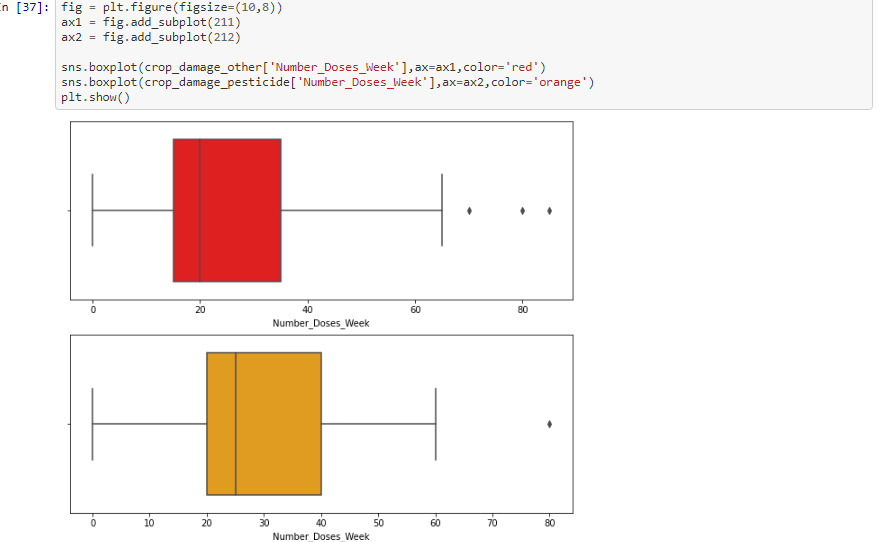 n [37]: fig = plt.figure(figsize=(10,8))
ax1 = fig.add_subplot(211)
ax2 = fig.add_subplot(212)
sns.boxplot(crop_damage_other['Number_Doses_Week'],ax=ax1,color='red')
sns.boxplot(crop_damage_pesticide['Number_Doses_Week'],ax=ax2,color='orange')
plt.show()
0 20 40 60 80
Number_Doses_Week
0 10 20 30 40 50 60 70 80
Number_Doses_Week